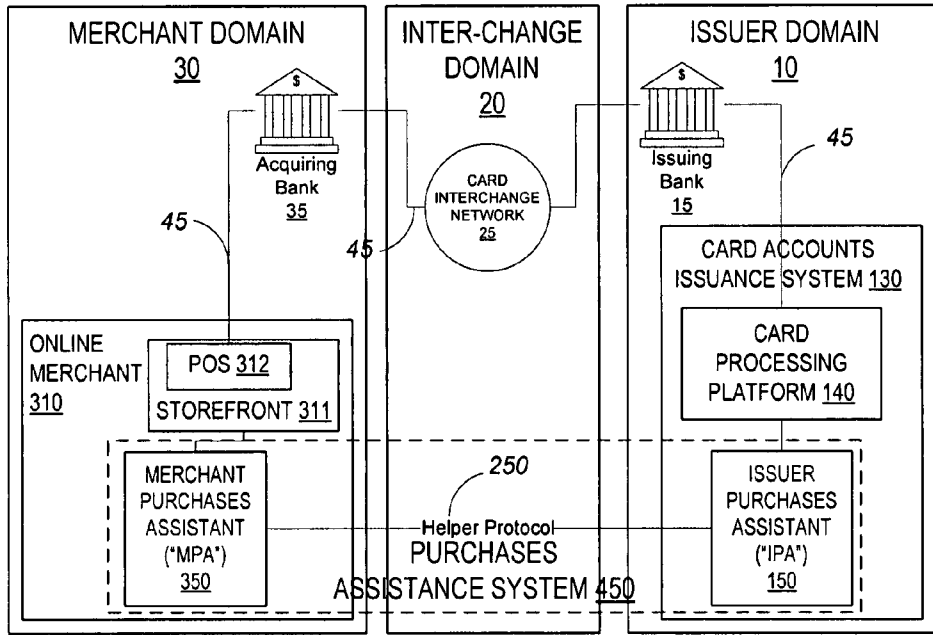 MERCHANT DOMAIN
30
$
Acquiring
Bank
35
45
45
INTER-CHANGE
DOMAIN
20
CARD
INTERCHANGE
NETWORK
25
ISSUER DOMAIN
10
$
Issuing
Bank
15
45
CARD ACCOUNTS
ISSUANCE SYSTEM 130
CARD
PROCESSING
PLATFORM 140
ONLINE
MERCHANT
310
POS 312
STOREFRONT 311
MERCHANT
PURCHASES
ASSISTANT
("MPA")
350
250
Helper Protocol
PURCHASES
ASSISTANCE SYSTEM 450
ISSUER
PURCHASES
ASSISTANT
("IPA")
150